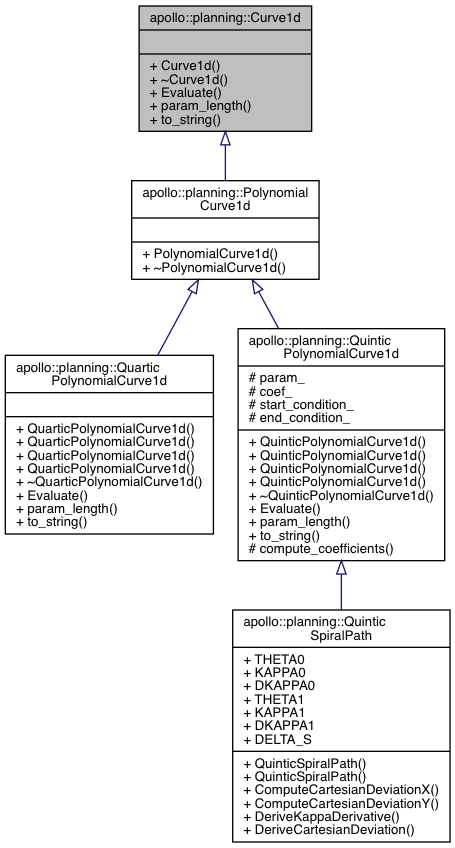 apollo::planning::Curve1d
+ Curve1d()
+ ~Curve1d()
+ Evaluate()
+ param_length()
+ to_string()
apollo::planning::Polynomial
Curve1d
+ PolynomialCurve1d()
+ ~PolynomialCurve1d()
apollo::planning::Quartic
PolynomialCurve1d
+ QuarticPolynomialCurve1d()
+ QuarticPolynomialCurve1d()
+ QuarticPolynomialCurve1d()
+ QuarticPolynomialCurve1d()
+ ~QuarticPolynomialCurve1d()
+ Evaluate()
+ param_length()
+ to_string()
apollo::planning::Quintic
PolynomialCurve1d
# param_
# coef_
# start_condition_
# end_condition_
+ QuinticPolynomialCurve1d()
+ QuinticPolynomialCurve1d()
+ QuinticPolynomialCurve1d()
+ QuinticPolynomialCurve1d()
+ ~QuinticPolynomialCurve1d()
+ Evaluate()
+ param_length()
+ to_string()
# compute_coefficients()
apollo::planning::Quintic
SpiralPath
+ THETA0
+ KAPPA0
+ DKAPPA0
+ THETA1
+ KAPPA1
+ DKAPPA1
+ DELTA_S
+ QuinticSpiralPath()
+ QuinticSpiralPath()
+ ComputeCartesianDeviationX()
+ ComputeCartesianDeviationY()
+ DeriveKappaDerivative()
+ DeriveCartesianDeviation()